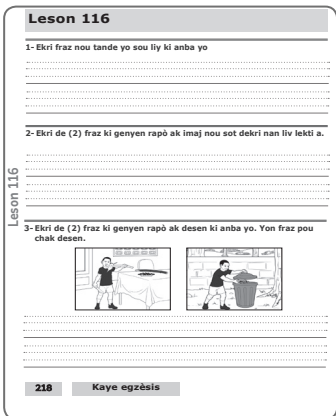 Leson 116
1- Ekri fraz nou tande yo sou liy ki anba yo
2- Ekri de (2) fraz ki genyen rapò ak imaj nou sot dekri nan liv lekti a.
Leson 116
3- Ekri de (2) fraz ki genyen rapò ak desen ki anba yo. Yon fraz pou
chak desen.
218 Kaye egzèsis